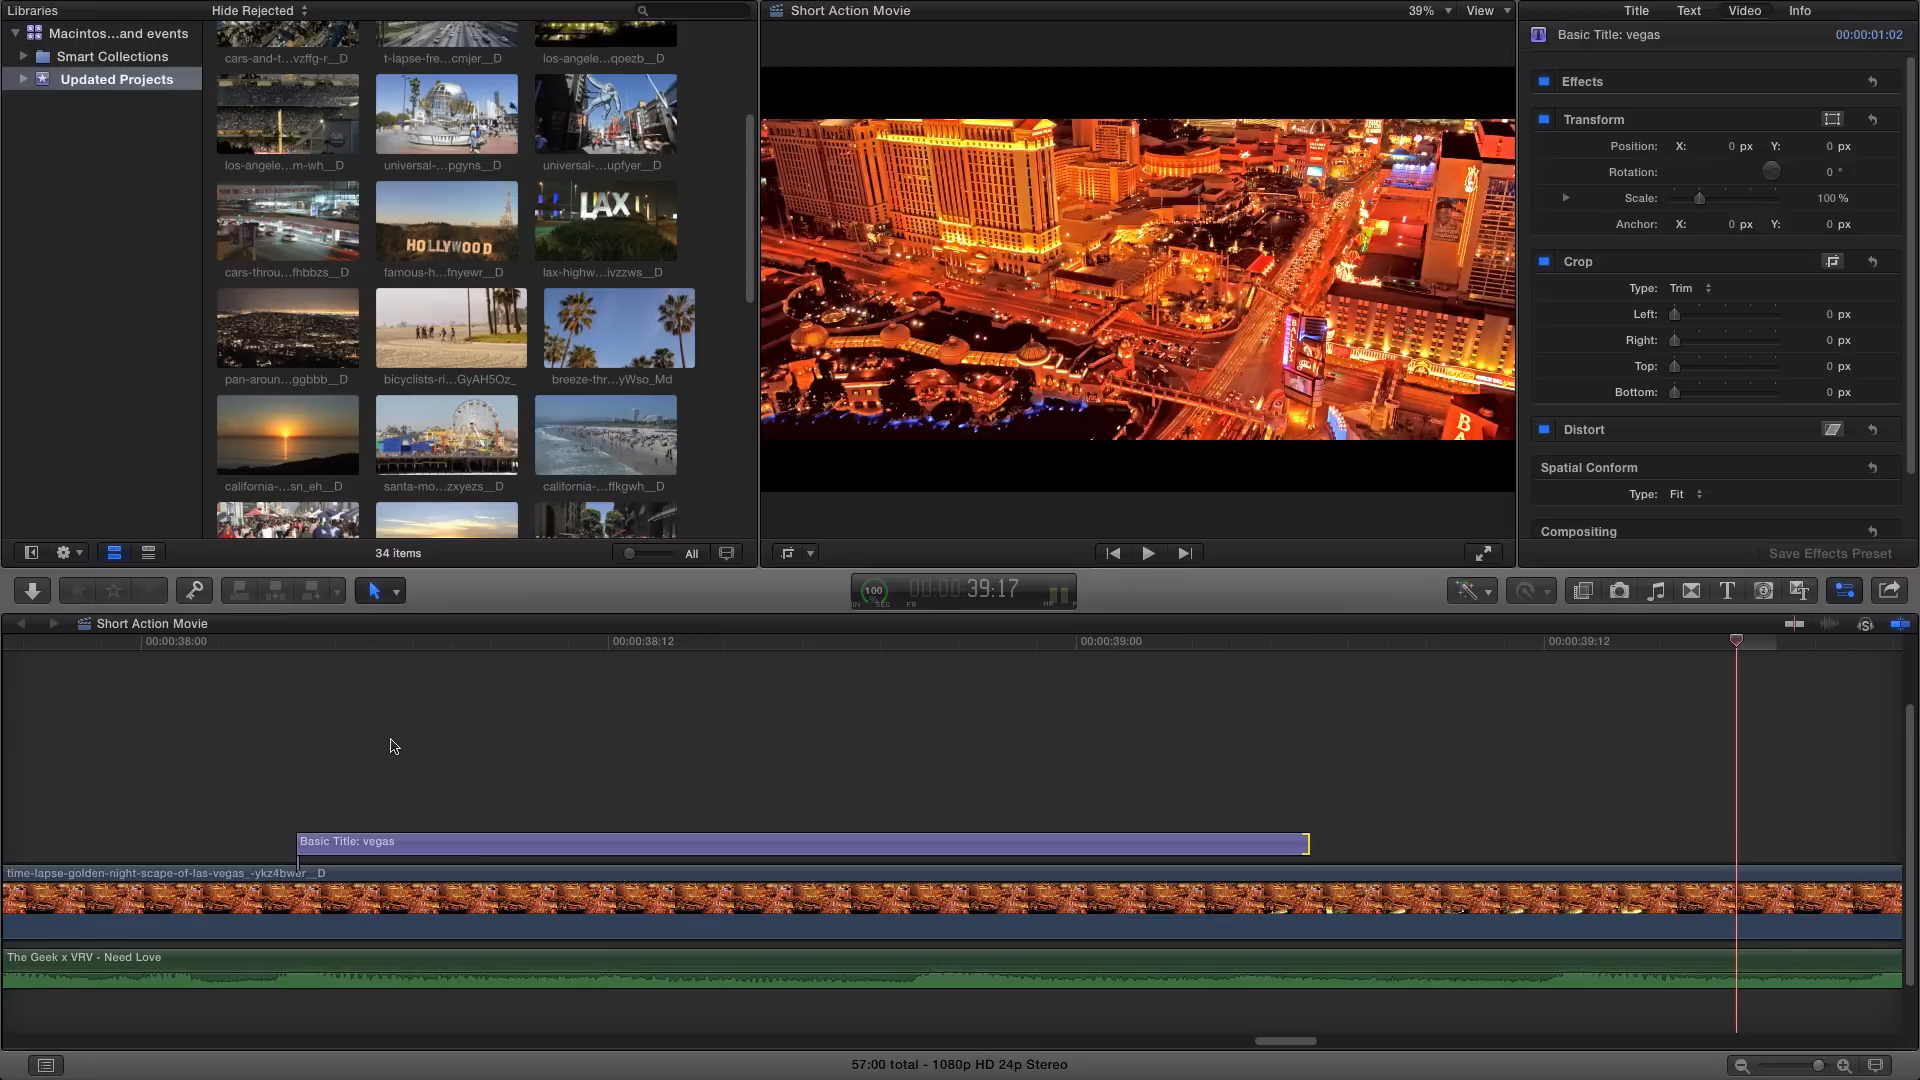 Libraries
Hide Rejected
Short Action Movie
39%
View
Title
Text
Video
Info
Macintos...and events
Smart Collections
Updated Projects
cars-and-t...vzffg-r__D
t-lapse-fre...cmjer__D
los-angele...qoezb__D
los-angele...m-wh__D
universal-...pgyns__D
universal-...upfyer__D
HOLLYWOOD
LAX
cars-throu...fhbbzs__D
famous-h...fnyewr__D
lax-highw...ivzzws__D
pan-aroun...ggbbb__D
bicyclists-ri...GyAH5Oz_
breeze-thr...yWso_Md
california-...sn_eh__D
santa-mo...zxyezs__D
california-...ffkgwh__D
34 items
All
Basic Title: vegas
00:00:01:02
Effects
Transform
Position: X: 0 px Y: 0 px
Rotation: 0 °
Scale: 100 %
Anchor: X: 0 px Y: 0 px
Crop
Type: Trim
Left: 0 px
Right: 0 px
Top: 0 px
Bottom: 0 px
Distort
Spatial Conform
Type: Fit
Compositing
Save Effects Preset
100
00:00:39:17
Short Action Movie
00:00:38:00
00:00:38:12
00:00:39:00
00:00:39:12
Basic Title: vegas
time-lapse-golden-night-scape-of-las-vegas_-ykz4bwer__D
The Geek x VRV - Need Love
57:00 total - 1080p HD 24p Stereo